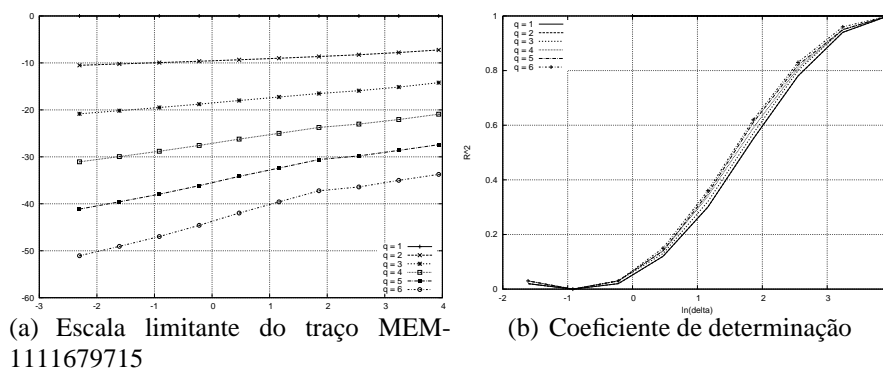 0
-10
-20
-30
-40
-50
-60
-3
-2
-1
0
1
2
3
4
q = 1
q = 2
q = 3
q = 4
q = 5
q = 6
(a) Escala limitante do traço MEM-
1111679715
1
0.8
0.6
0.4
0.2
0
R^2
q = 1
q = 2
q = 3
q = 4
q = 5
q = 6
-2
-1
0
1
2
3
ln(delta)
(b) Coeficiente de determinação